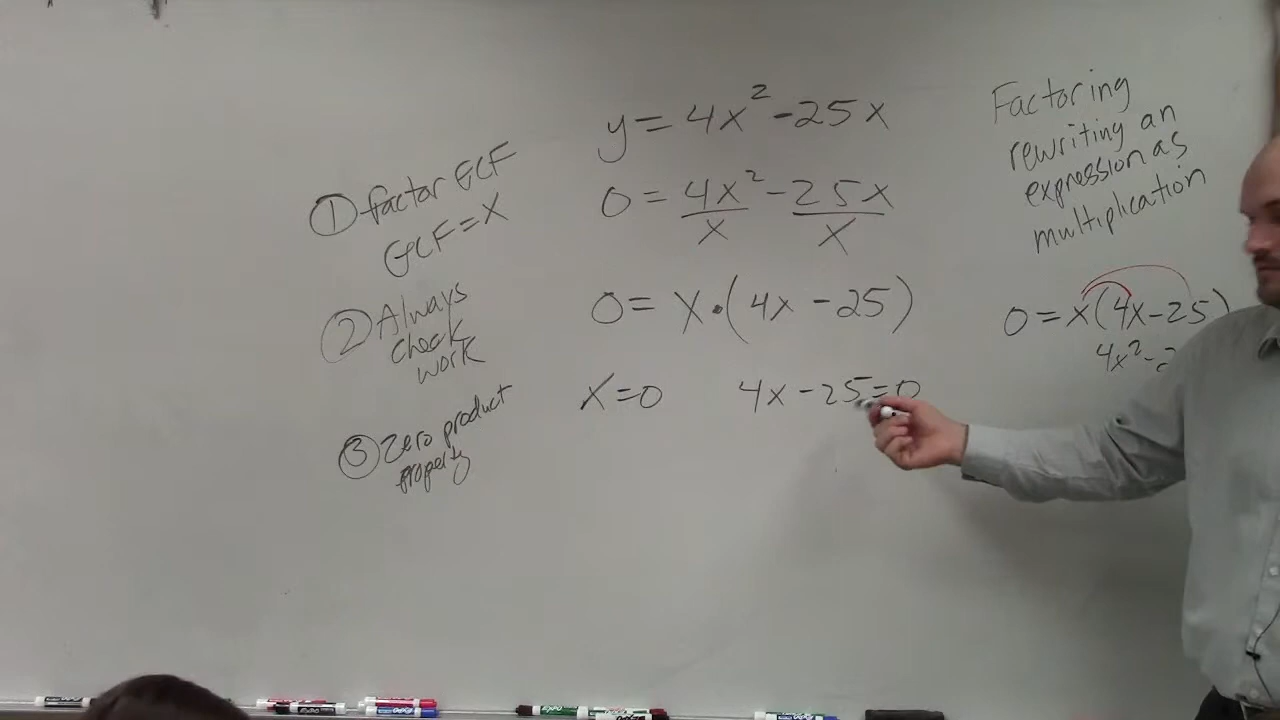 ① factor GCF
GCF = X
② Always
check
work
③ Zero product
property
y = 4x² - 25x
0 = 4x²/x - 25x/x
0 = x·(4x - 25)
x = 0    4x - 25 = 0
Factoring
rewriting an
expression as
multiplication
0 = x(4x - 25)
4x² -